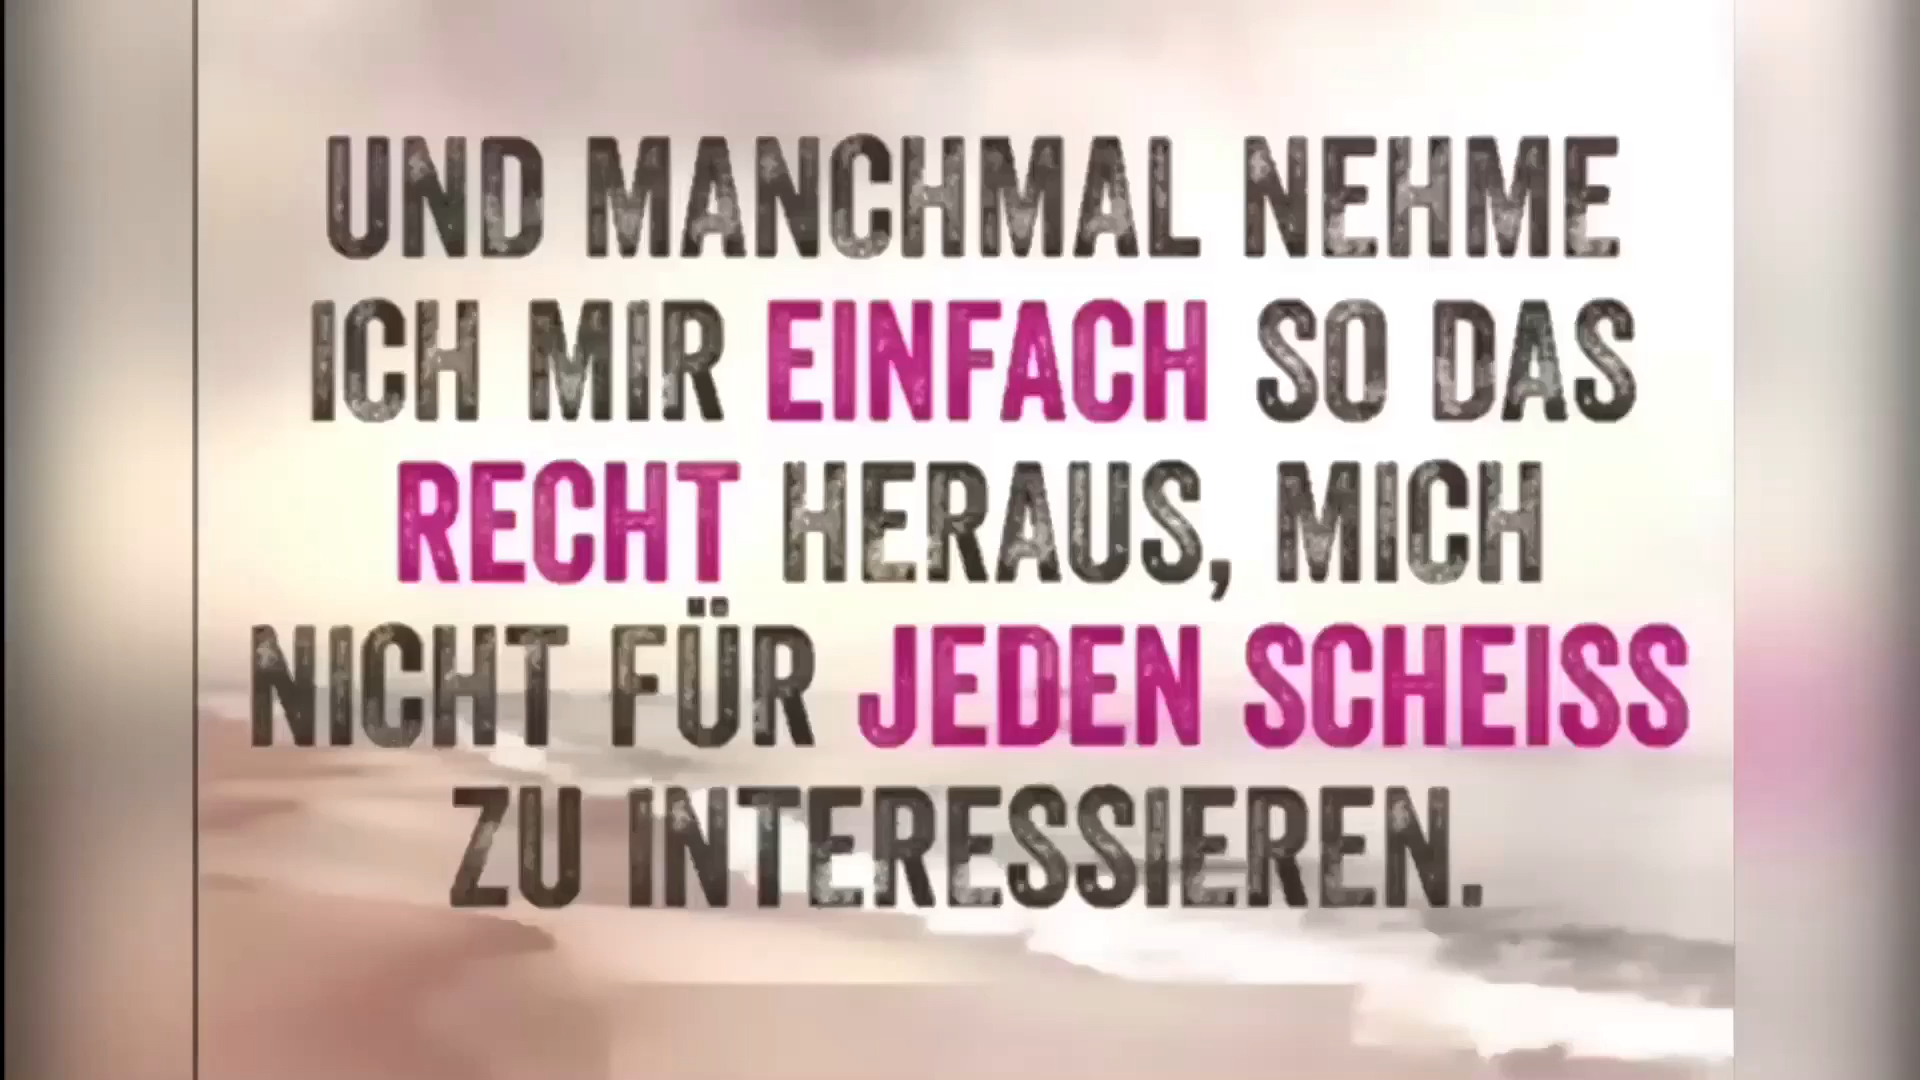 UND MANCHMAL NEHME
ICH MIR EINFACH SO DAS
RECHT HERAUS, MICH
NICHT FÜR JEDEN SCHEISS
ZU INTERESSIEREN.